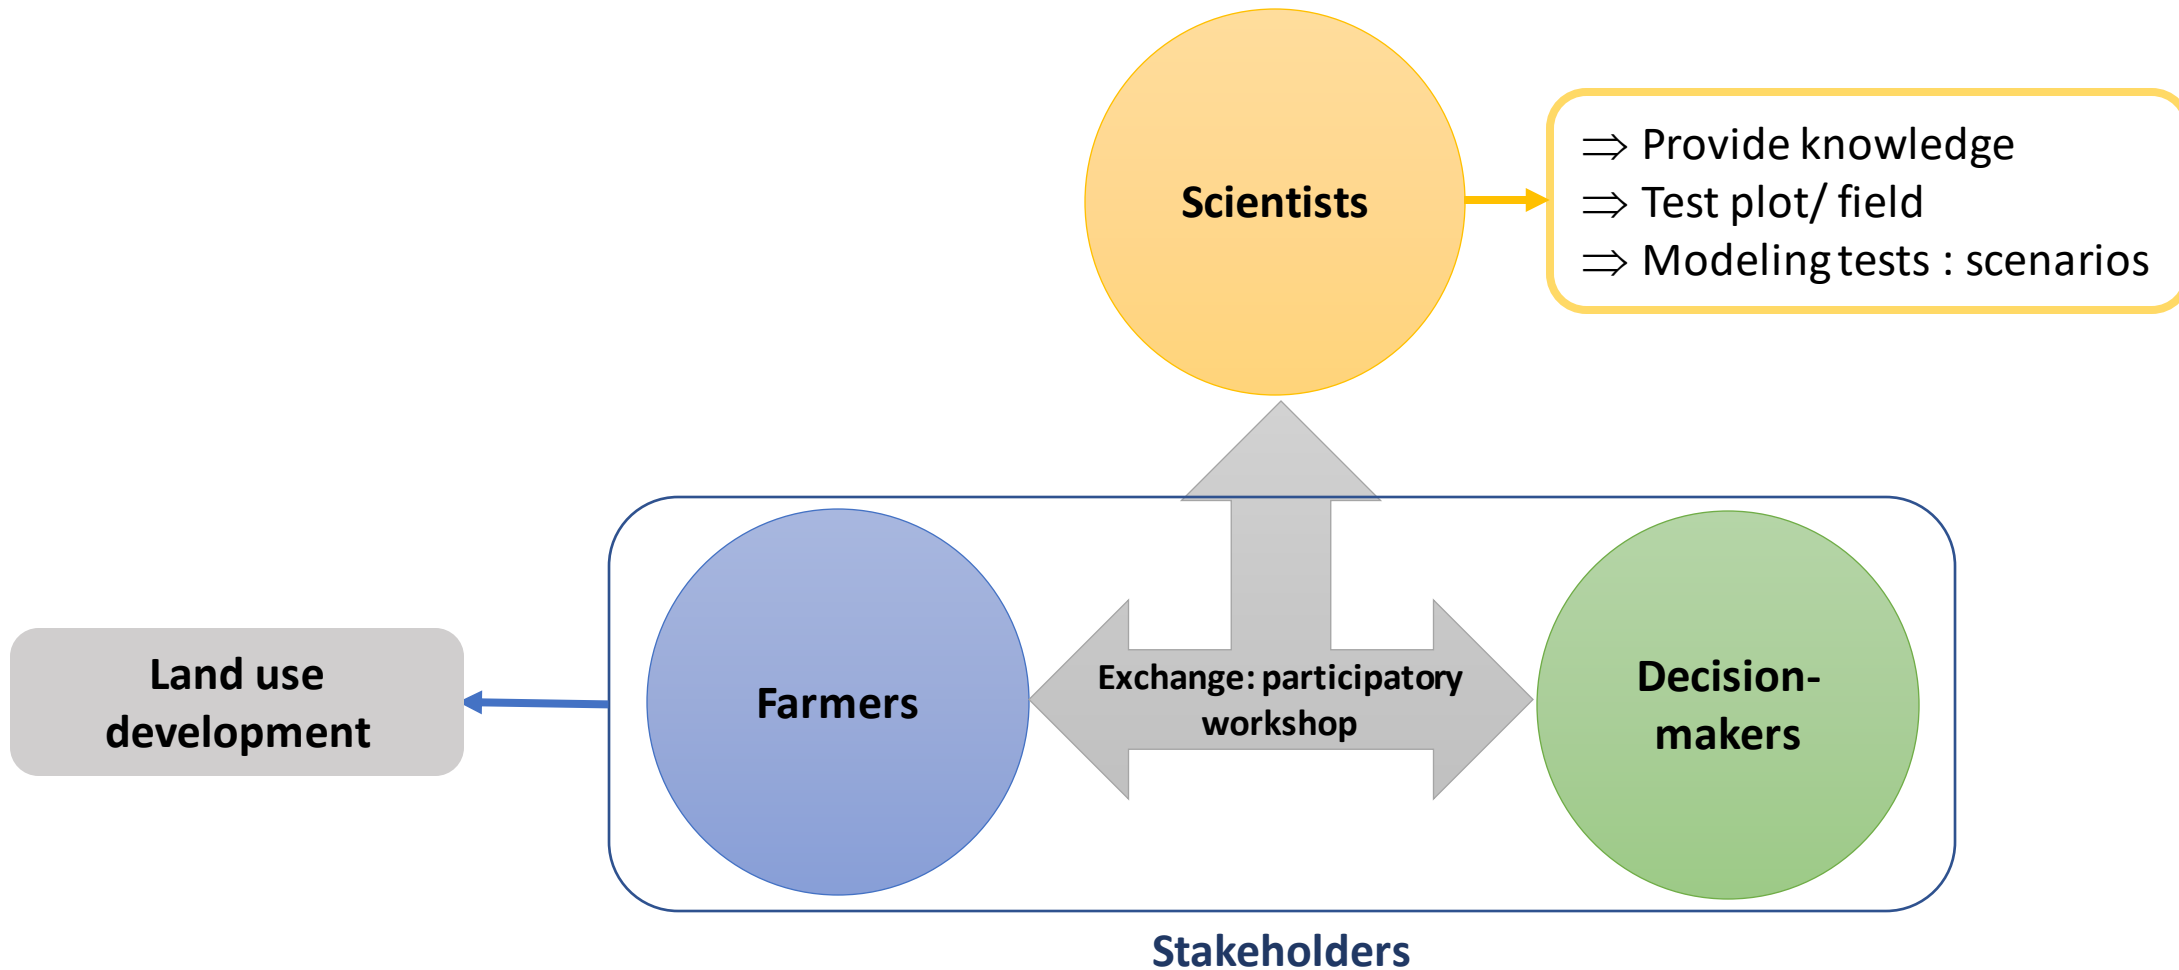 Scientists
⇒ Provide knowledge
⇒ Test plot/ field
⇒ Modeling tests : scenarios
Land use
development
Farmers
Exchange: participatory
workshop
Decision-
makers
Stakeholders